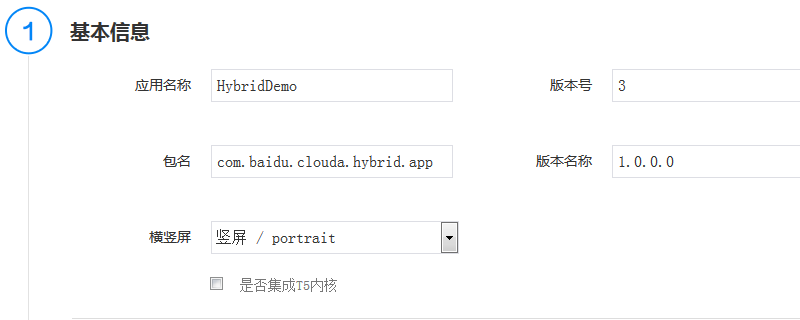 1 基本信息
应用名称 HybridDemo 版本号 3
包名 com.baidu.clouda.hybrid.app 版本名称 1.0.0.0
横竖屏 竖屏 / portrait
是否集成T5内核